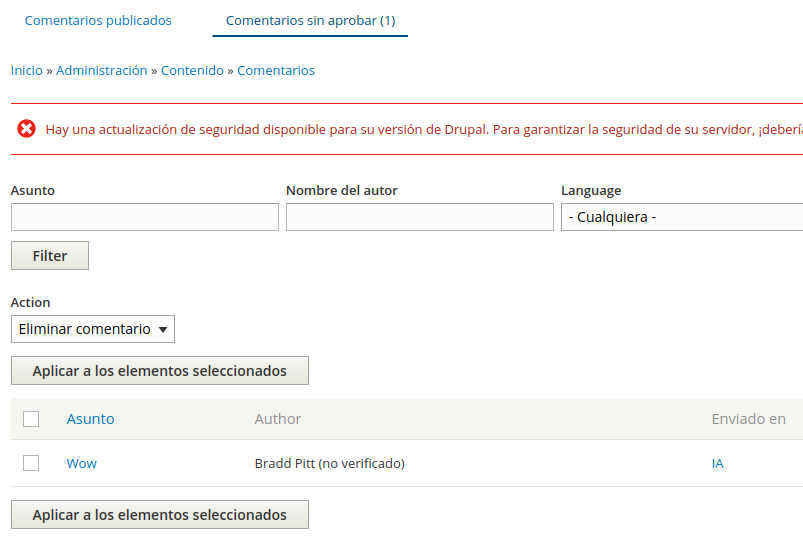 Comentarios publicados Comentarios sin aprobar (1)
Inicio » Administración » Contenido » Comentarios
Hay una actualización de seguridad disponible para su versión de Drupal. Para garantizar la seguridad de su servidor, ¡debería
Asunto Nombre del autor Language
- Cualquiera -
Filter
Action
Eliminar comentario
Aplicar a los elementos seleccionados
Asunto Author Enviado en
Wow Bradd Pitt (no verificado) IA
Aplicar a los elementos seleccionados